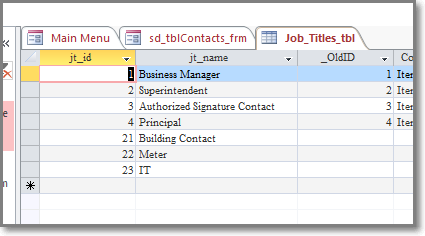 Main Menu sd_tblContacts_frm Job_Titles_tbl
jt_id jt_name _OldID Co
1 Business Manager 1 Iter
2 Superintendent 2 Iter
3 Authorized Signature Contact 3 Iter
4 Principal 4 Iter
21 Building Contact
22 Meter
23 IT